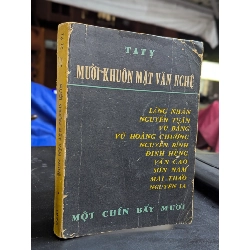 TẠ TỴ
MƯỜI KHUÔN MẶT VĂN NGHỆ
LÃNG NHÂN
NGUYỄN TUÂN
VŨ BẰNG
VŨ HOÀNG CHƯƠNG
NGUYỄN BÍNH
ĐINH HÙNG
VĂN CAO
SƠN NAM
MAI THẢO
NGUYÊN SA
MỘT CHÍN BẢY MƯƠI